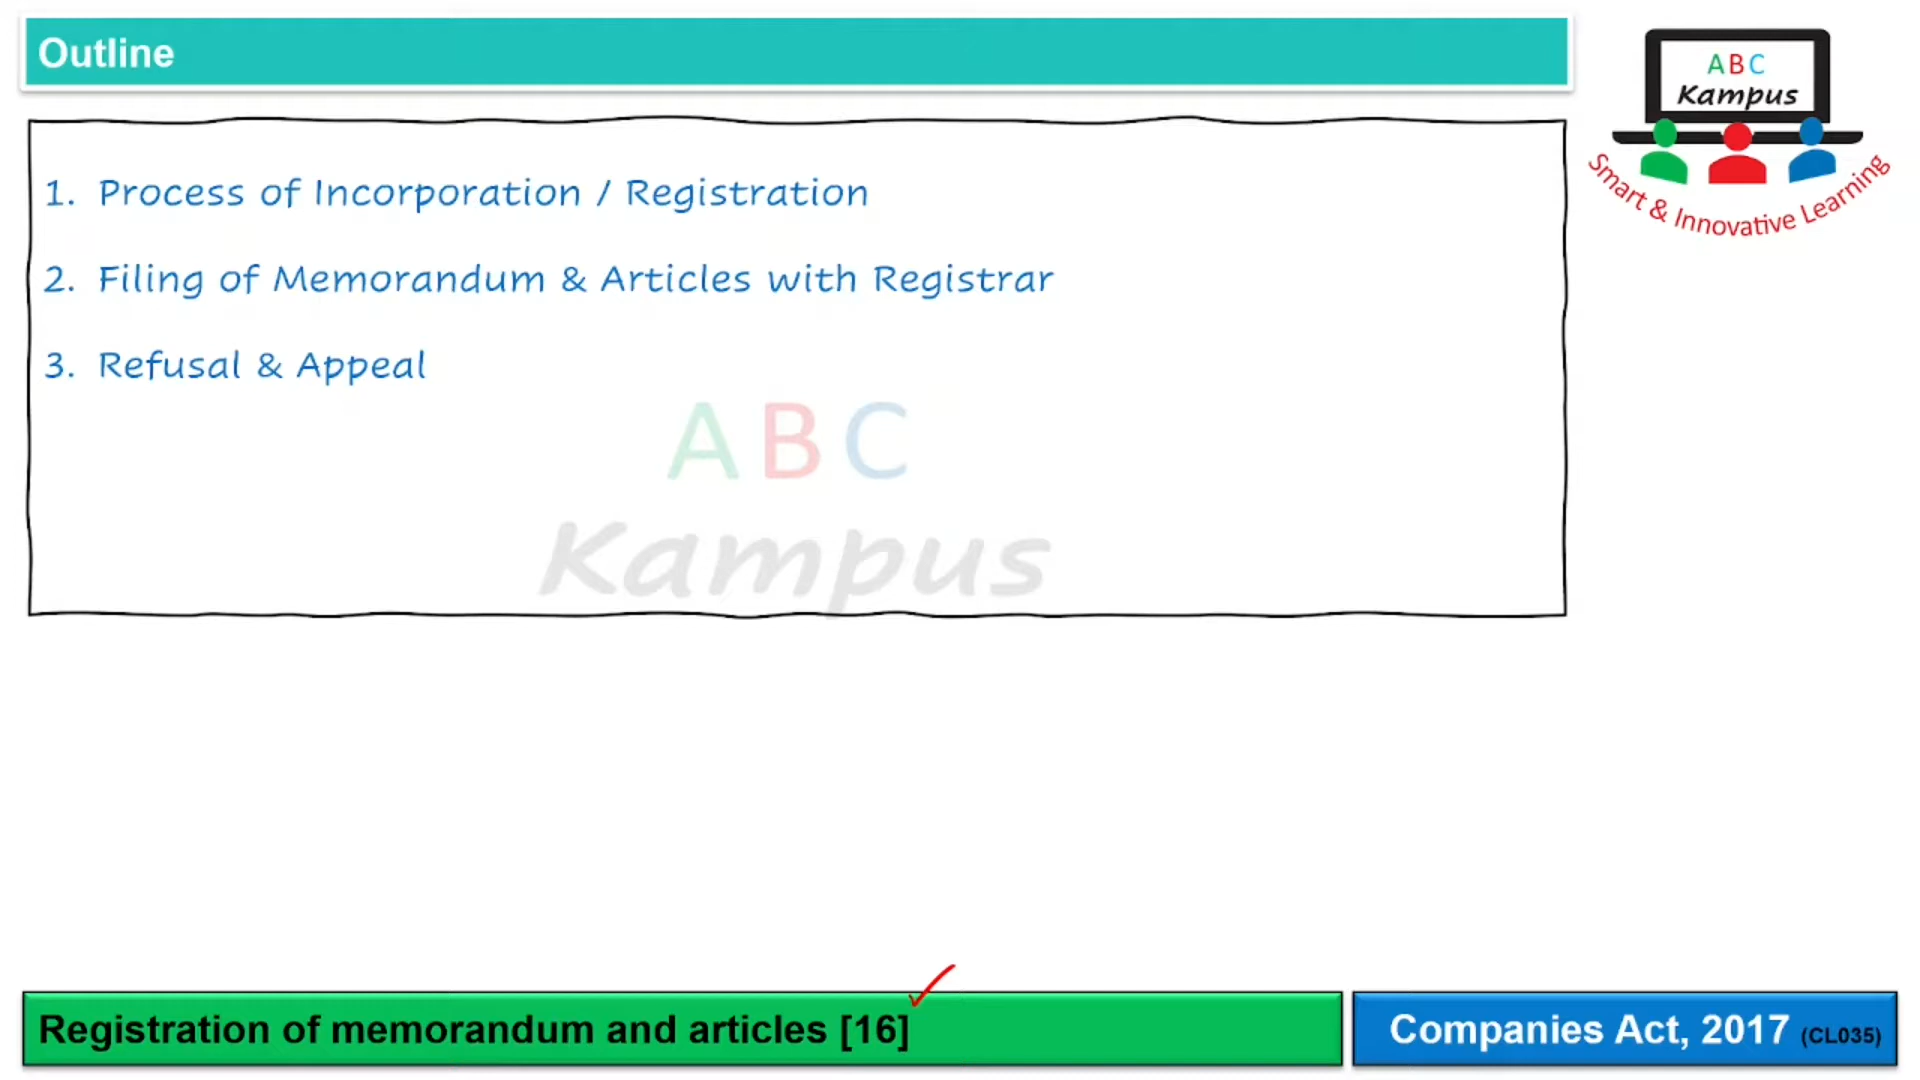 Outline
ABC
Kampus
Smart & Innovative Learning
1. Process of Incorporation / Registration
2. Filing of Memorandum & Articles with Registrar
3. Refusal & Appeal
ABC
Kampus
Registration of memorandum and articles [16]
Companies Act, 2017 (CL035)